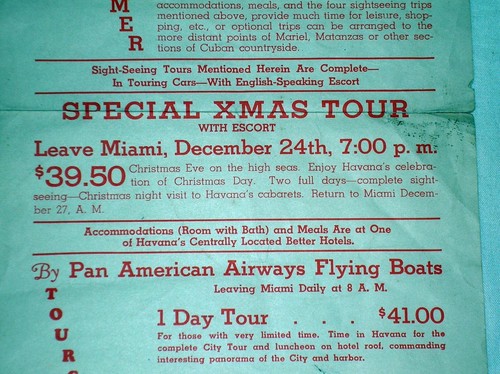 accommodations, meals, and the four sightseeing trips
mentioned above, provide much time for leisure, shop-
ping, etc., or optional trips can be arranged to the
more distant points of Mariel, Matanzas or other sec-
tions of Cuban countryside.
M
E
R
Sight-Seeing Tours Mentioned Herein Are Complete—
In Touring Cars—With English-Speaking Escort
SPECIAL XMAS TOUR
WITH ESCORT
Leave Miami, December 24th, 7:00 p. m.
$39.50 Christmas Eve on the high seas. Enjoy Havana's celebra-
tion of Christmas Day. Two full days—complete sight-
seeing—Christmas night visit to Havana's cabarets. Return to Miami Decem-
ber 27, A. M.
Accommodations (Room with Bath) and Meals Are at One
of Havana's Centrally Located Better Hotels.
By Pan American Airways Flying Boats
Leaving Miami Daily at 8 A. M.
T
O
U
R
S
1 Day Tour . . . $41.00
For those with very limited time. Time in Havana for the
complete City Tour and luncheon on hotel roof, commanding
interesting panorama of the City and harbor.